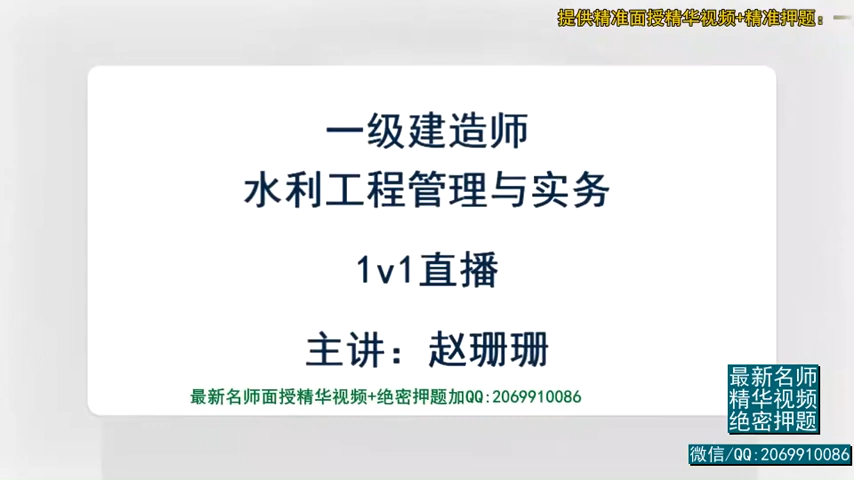 提供精准面授精华视频+精准押题：
一级建造师
水利工程管理与实务
1v1直播
主讲：赵珊珊
最新名师面授精华视频+绝密押题加QQ:2069910086
最新名师
精华视频
绝密押题
微信/QQ:2069910086